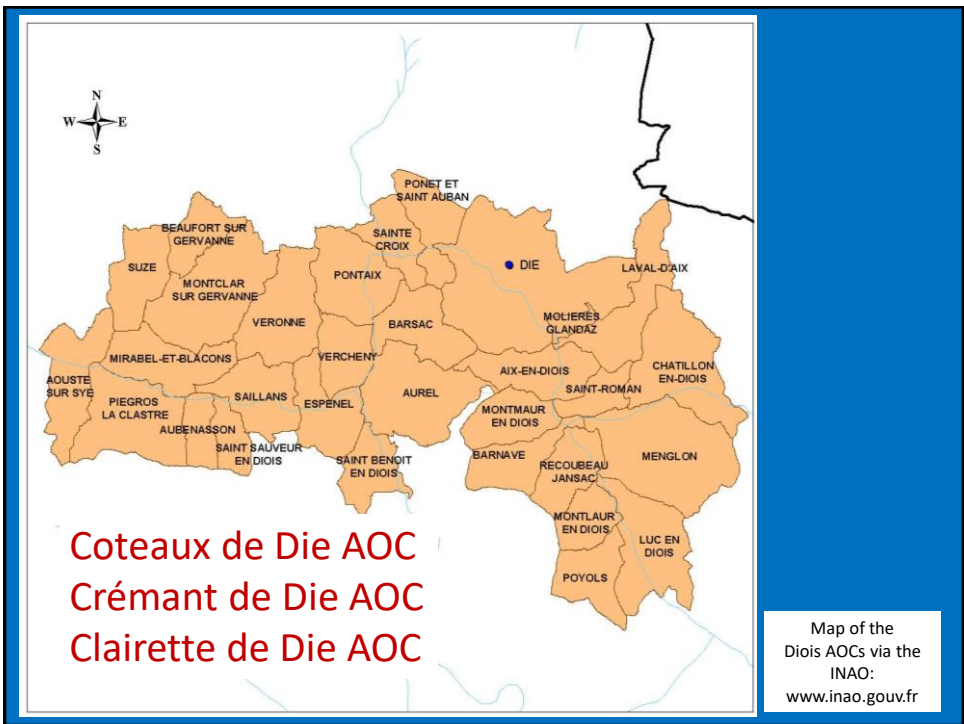 N
W E
S
PONET ET
SAINT AUBAN
BEAUFORT SUR
GERVANNE
SAINTE
CROIX
SUZE
PONTAIX
DIE
LAVAL-D'AIX
MONTCLAR
SUR GERVANNE
VERONNE
BARSAC
MOLIERES
GLANDAZ
MIRABEL-ET-BLACONS
VERCHENY
AIX-EN-DIOIS
CHATILLON
EN-DIOIS
AOUSTE
SUR SYE
PIEGROS
LA CLASTRE
SAILLANS
ESPENEL
AUREL
SAINT-ROMAN
AUBENASSON
MONTMAUR
EN DIOIS
SAINT SAUVEUR
EN DIOIS
SAINT BENOIT
EN DIOIS
BARNAVE
RECOUBEAU
JANSAC
MENGLON
MONTLAUR
EN DIOIS
LUC EN
DIOIS
POYOLS
Coteaux de Die AOC
Crémant de Die AOC
Clairette de Die AOC
Map of the
Diois AOCs via the
INAO:
www.inao.gouv.fr